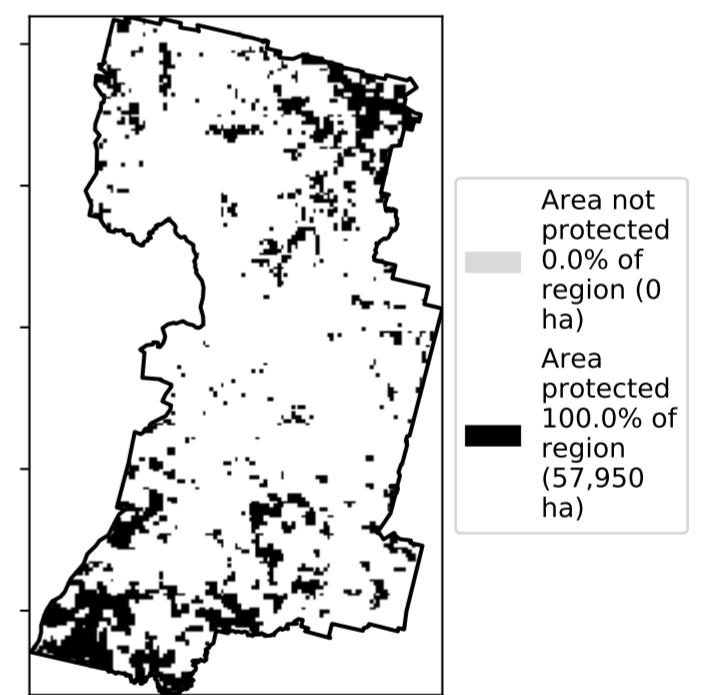 Area not
protected
0.0% of
region (0
ha)
Area
protected
100.0% of
region
(57,950
ha)